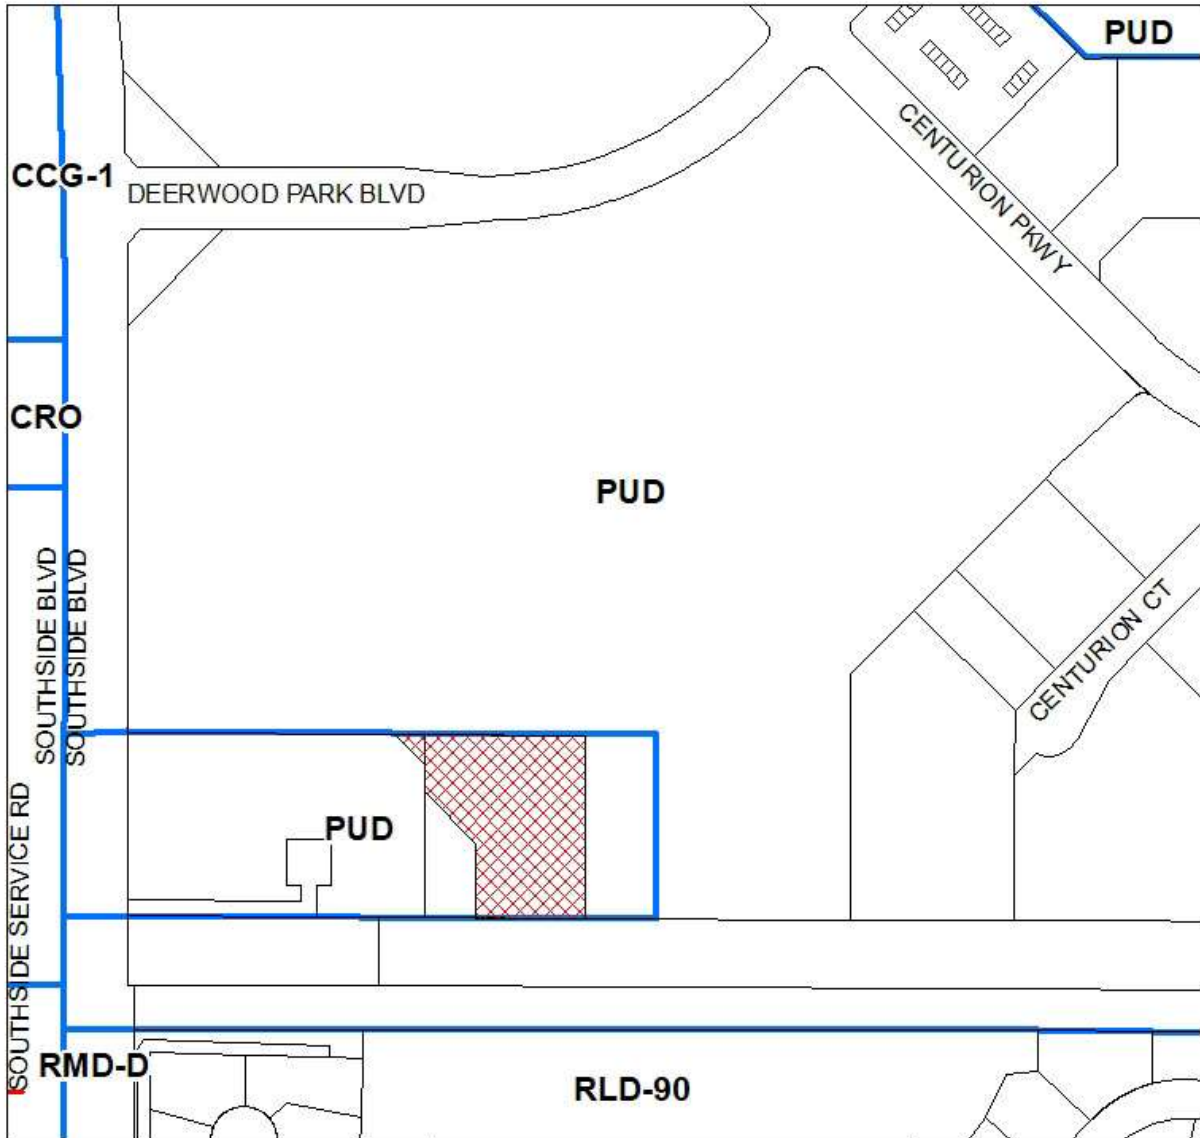 PUD
CENTURION PKWY
CCG-1
DEERWOOD PARK BLVD
CRO
PUD
SOUTHSIDE BLVD
SOUTHSIDE BLVD
CENTURION CT
PUD
SOUTHSIDE SERVICE RD
RMD-D
RLD-90